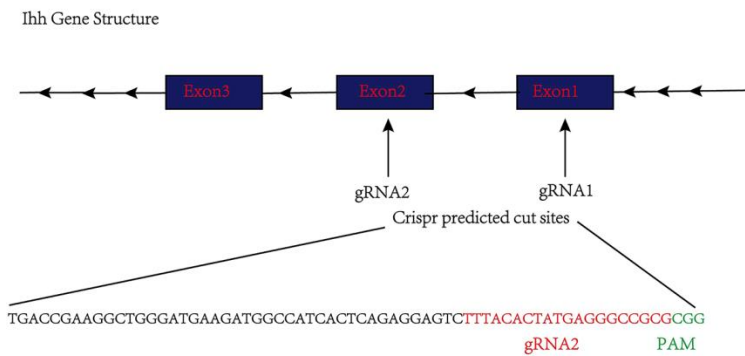 Ihh Gene Structure
Exon3 Exon2 Exon1
gRNA2 gRNA1
Crispr predicted cut sites
TGACCGAAGGCTGGGATGAAGATGGCCATCACTCAGAGGAGTCTTTACACTATGAGGGCCGCGCGG
gRNA2 PAM